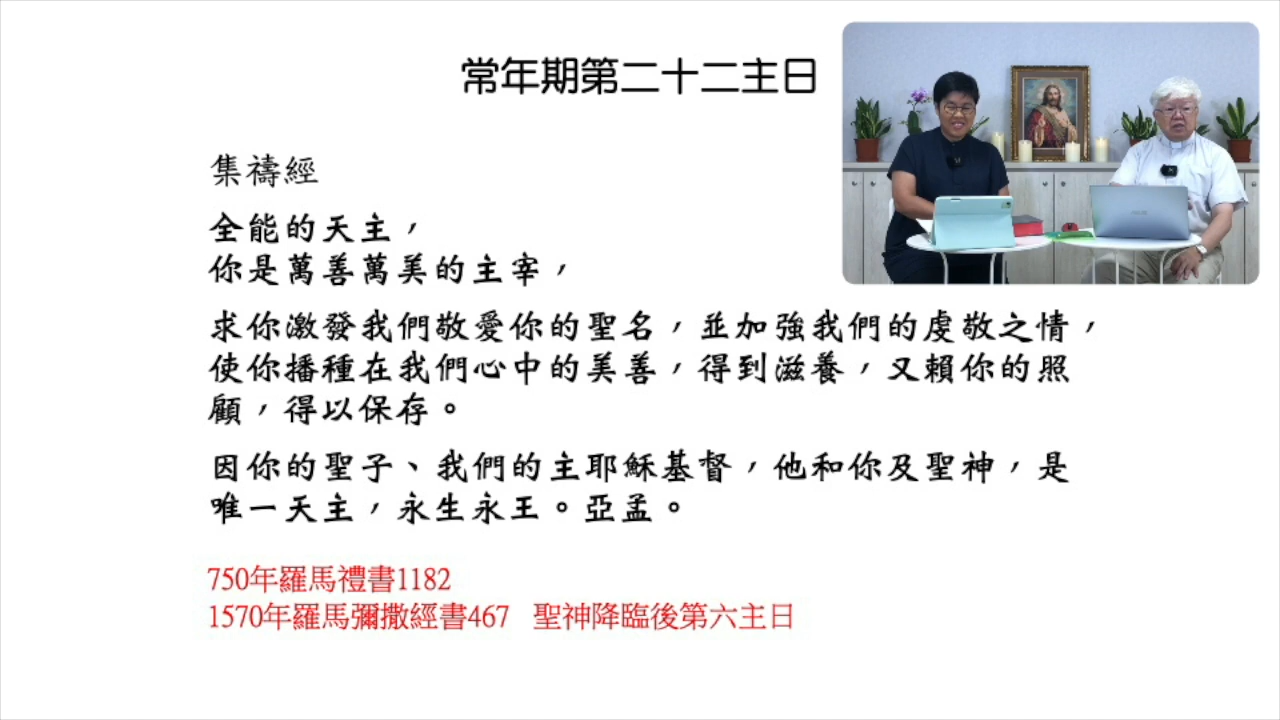 常年期第二十二主日
集禱經
全能的天主，
你是萬善萬美的主宰，
求你激發我們敬愛你的聖名，並加強我們的虔敬之情，
使你播種在我們心中的美善，得到滋養，又賴你的照
顧，得以保存。
因你的聖子、我們的主耶穌基督，他和你及聖神，是
唯一天主，永生永王。亞孟。
750年羅馬禮書1182
1570年羅馬彌撒經書467 聖神降臨後第六主日